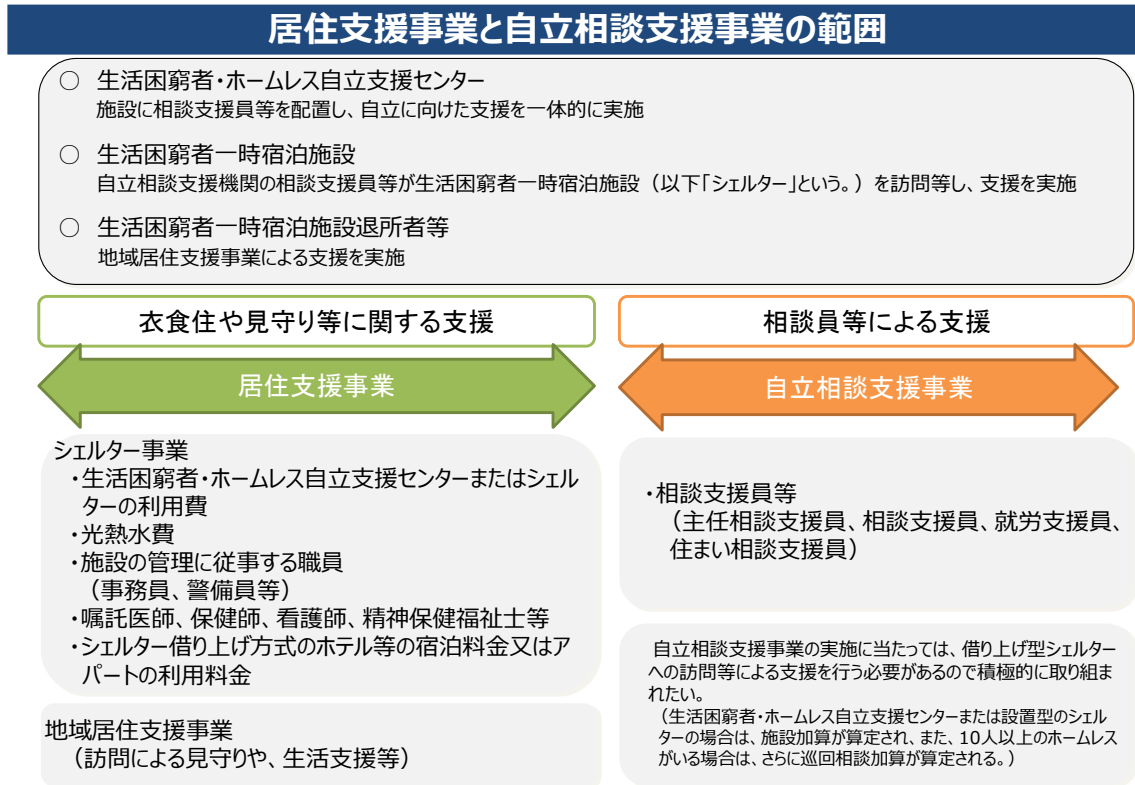 居住支援事業と自立相談支援事業の範囲
○ 生活困窮者・ホームレス自立支援センター
施設に相談支援員等を配置し、自立に向けた支援を一体的に実施
○ 生活困窮者一時宿泊施設
自立相談支援機関の相談支援員等が生活困窮者一時宿泊施設（以下「シェルター」という。）を訪問等し、支援を実施
○ 生活困窮者一時宿泊施設退所者等
地域居住支援事業による支援を実施
衣食住や見守り等に関する支援
居住支援事業
シェルター事業
・生活困窮者・ホームレス自立支援センターまたはシェル
ターの利用費
・光熱水費
・施設の管理に従事する職員
（事務員、警備員等）
・嘱託医師、保健師、看護師、精神保健福祉士等
・シェルター借り上げ方式のホテル等の宿泊料金又はア
パートの利用料金
地域居住支援事業
（訪問による見守りや、生活支援等）
相談員等による支援
自立相談支援事業
・相談支援員等
（主任相談支援員、相談支援員、就労支援員、
住まい相談支援員）
自立相談支援事業の実施に当たっては、借り上げ型シェルター
への訪問等による支援を行う必要があるので積極的に取り組ま
れたい。
（生活困窮者・ホームレス自立支援センターまたは設置型のシェル
ターの場合は、施設加算が算定され、また、10人以上のホームレス
がいる場合は、さらに巡回相談加算が算定される。）